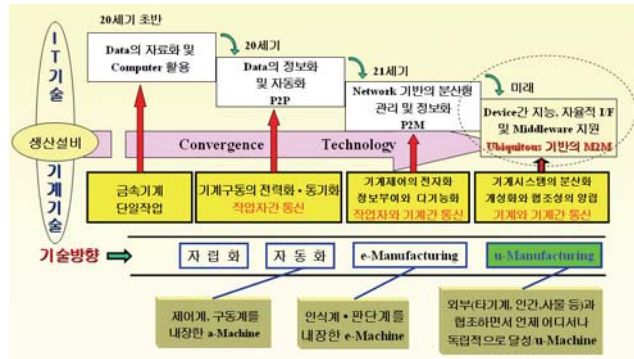 20세기 초반
IT기술
Data의 자료화 및
Computer 활용
20세기
Data의 정보화
및 자동화
P2P
21세기
Network 기반의 분산형
관리 및 정보화
P2M
미래
Device간 지능, 자율적 I/F
및 Middleware 지원
Ubiquitous 기반의 M2M
생산설비
Convergence Technology
기계기술
금속기계
단일작업
기계구동의 전력화·동기화
작업자간 통신
기계제어의 전자화
정보부여와 다기능화
작업자와 기계간 통신
기계시스템의 분산화
개성화와 협조성의 양립
기계와 기계간 통신
기술방향
자립화
자동화
e-Manufacturing
u-Manufacturing
제어계, 구동계를
내장한 a-Machine
인식계·판단계를
내장한 e-Machine
외부(타기계, 인간,사물 등)과
협조하면서 언제 어디서나
독립적으로 달성/u-Machine